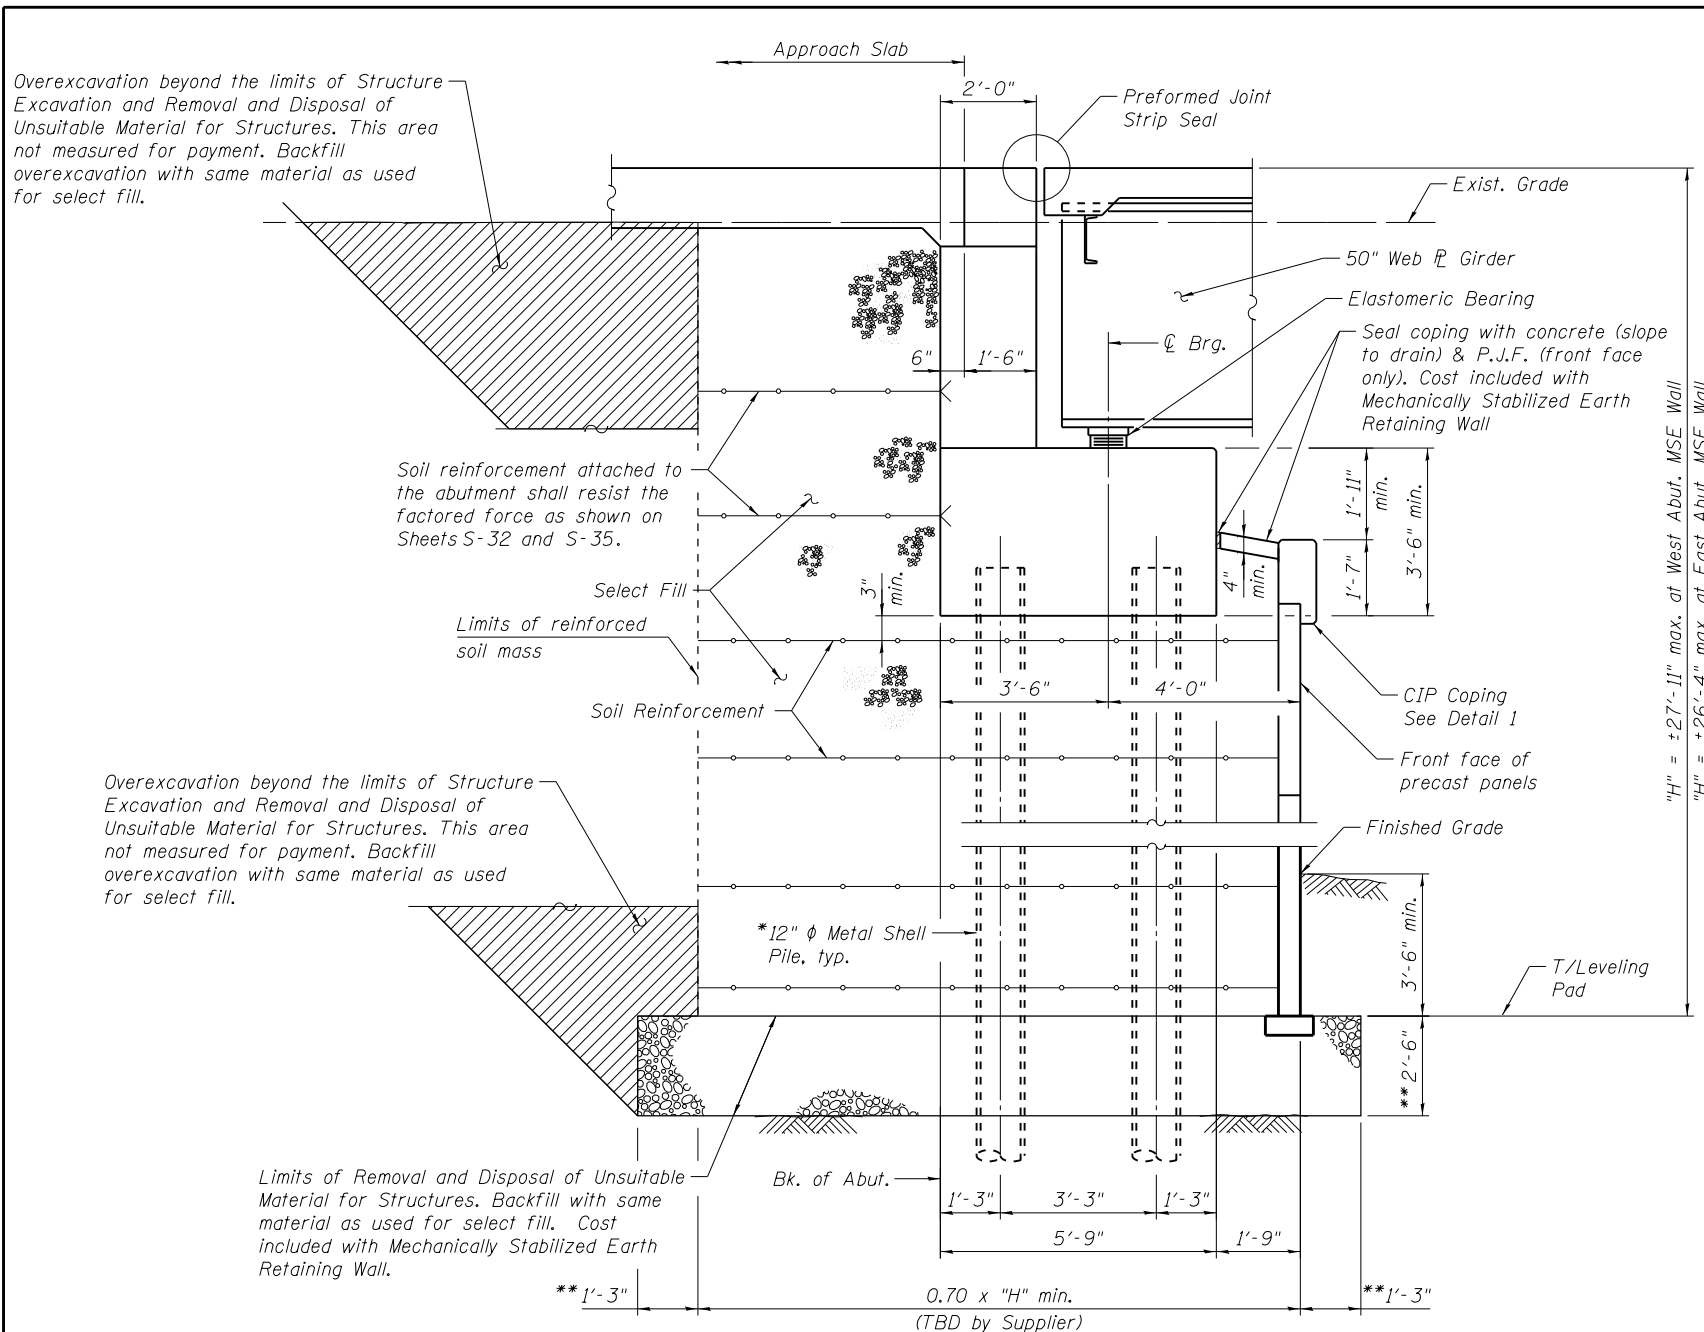 Approach Slab
Overexcavation beyond the limits of Structure
Excavation and Removal and Disposal of
Unsuitable Material for Structures. This area
not measured for payment. Backfill
overexcavation with same material as used
for select fill.
2'-0"
Preformed Joint
Strip Seal
Exist. Grade
50" Web ⅊ Girder
Elastomeric Bearing
℄ Brg.
Seal coping with concrete (slope
to drain) & P.J.F. (front face
only). Cost included with
Mechanically Stabilized Earth
Retaining Wall
6"
1'-6"
Soil reinforcement attached to
the abutment shall resist the
factored force as shown on
Sheets S-32 and S-35.
1'-11"
min.
3'-6" min.
1'-7"
4"
min.
3"
min.
Select Fill
Limits of reinforced
soil mass
Soil Reinforcement
3'-6"
4'-0"
CIP Coping
See Detail 1
Front face of
precast panels
"H" = ±27'-11" max. at West Abut. MSE Wall
"H" = ±26'-4" max. at East Abut. MSE Wall
Overexcavation beyond the limits of Structure
Excavation and Removal and Disposal of
Unsuitable Material for Structures. This area
not measured for payment. Backfill
overexcavation with same material as used
for select fill.
Finished Grade
*12" ϕ Metal Shell
Pile, typ.
3'-6" min.
T/Leveling
Pad
**2'-6"
Limits of Removal and Disposal of Unsuitable
Material for Structures. Backfill with same
material as used for select fill. Cost
included with Mechanically Stabilized Earth
Retaining Wall.
Bk. of Abut.
1'-3"
3'-3"
1'-3"
5'-9"
1'-9"
**1'-3"
0.70 x "H" min.
(TBD by Supplier)
**1'-3"